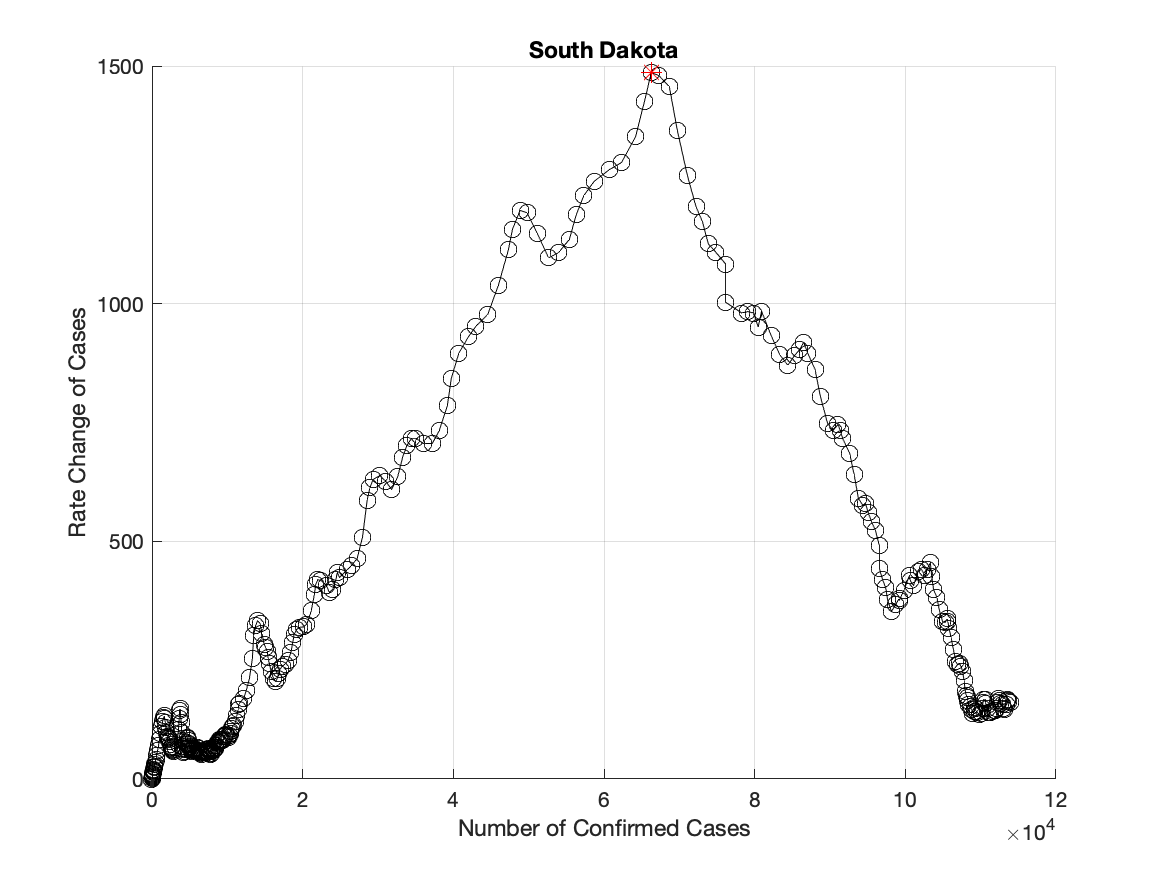 South Dakota
1500
1000
500
0
0 2 4 6 8 10 12
×10⁴
Number of Confirmed Cases
Rate Change of Cases